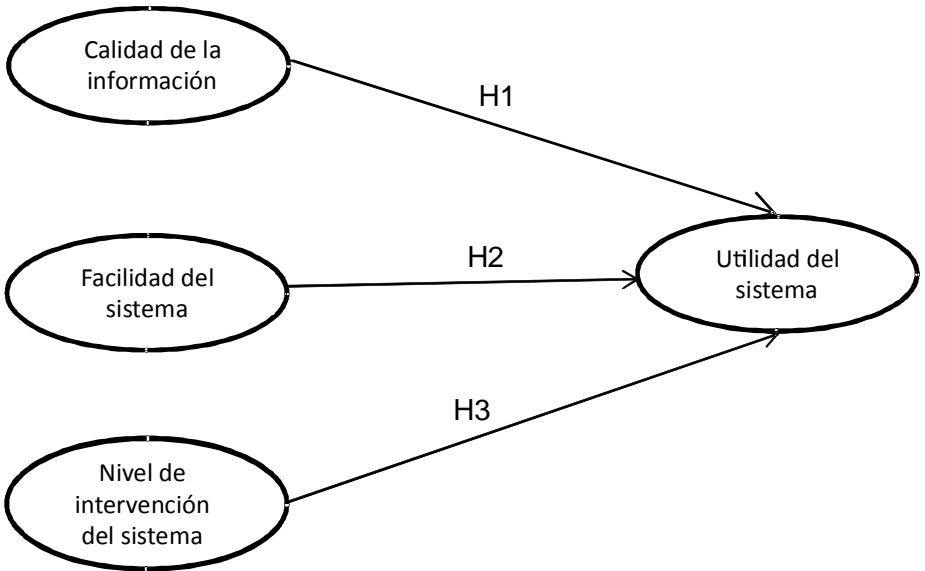 Calidad de la
información
H1
Facilidad del
sistema
H2
Utilidad del
sistema
H3
Nivel de
intervención
del sistema